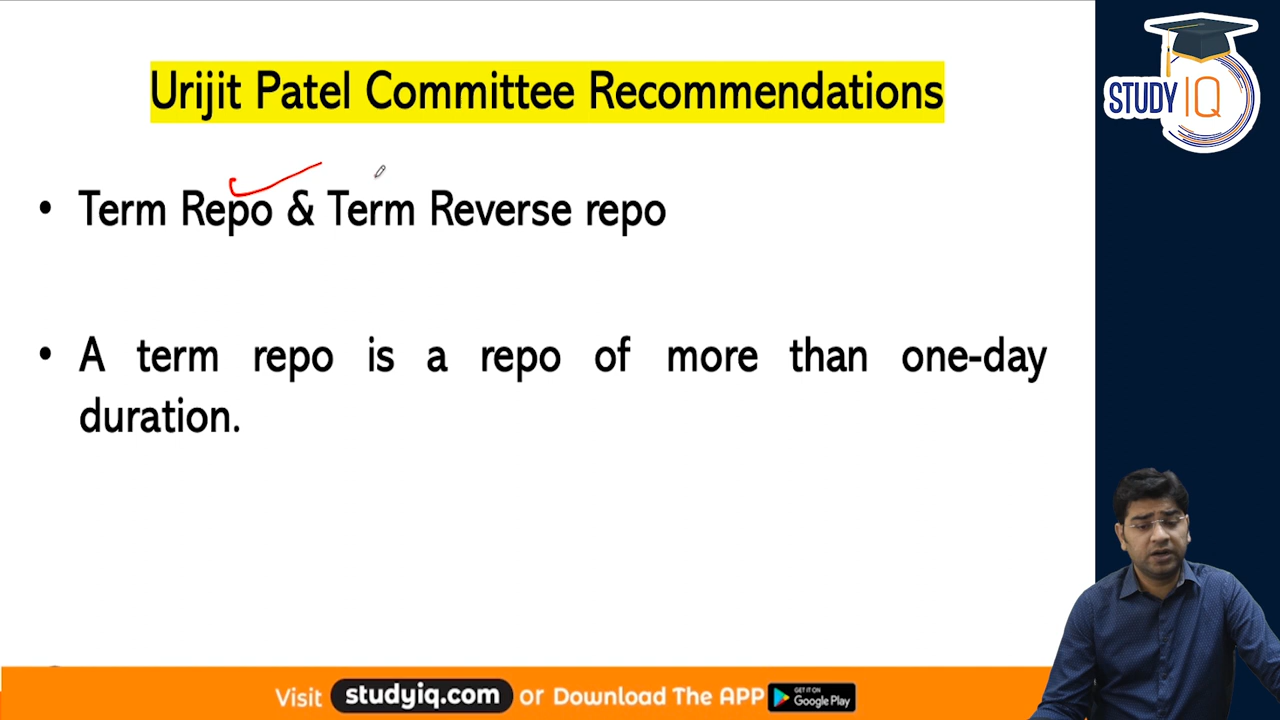 Urijit Patel Committee Recommendations
STUDY IQ
• Term Repo & Term Reverse repo
• A term repo is a repo of more than one-day
duration.
Visit studyiq.com or Download The APP GET IT ON Google Play